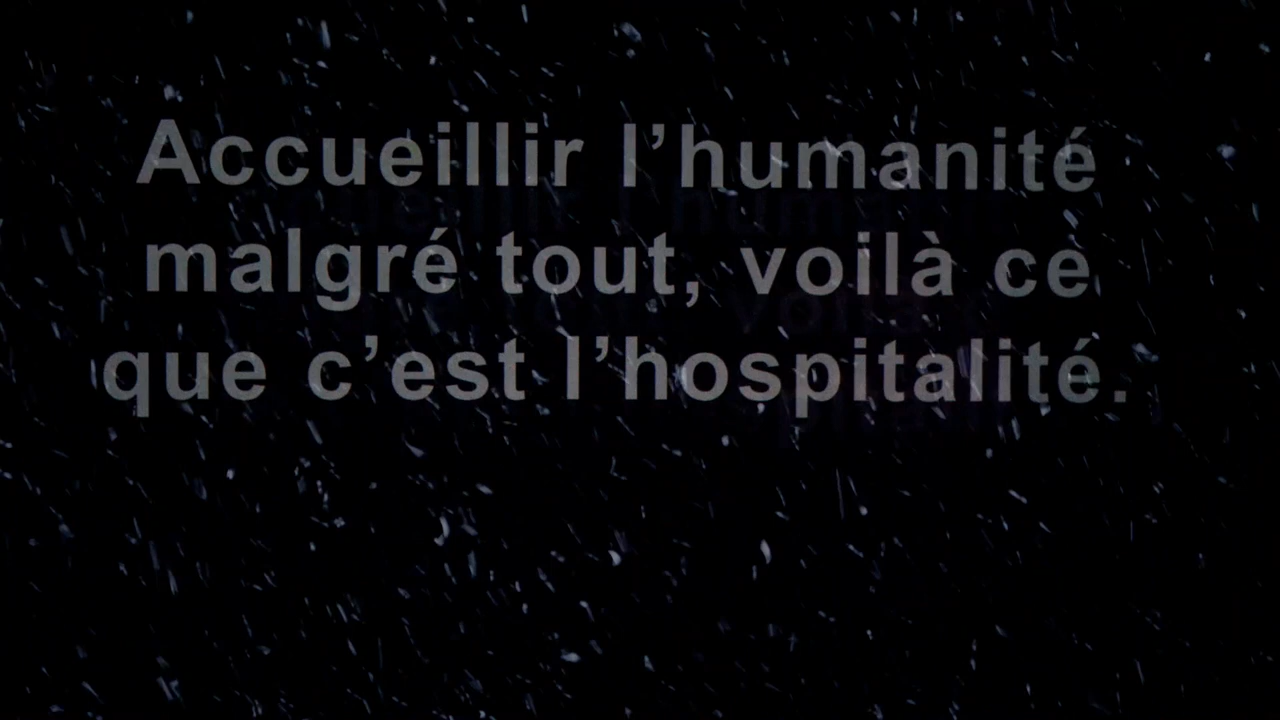 Accueillir l’humanité
malgré tout, voilà ce
que c’est l’hospitalité.